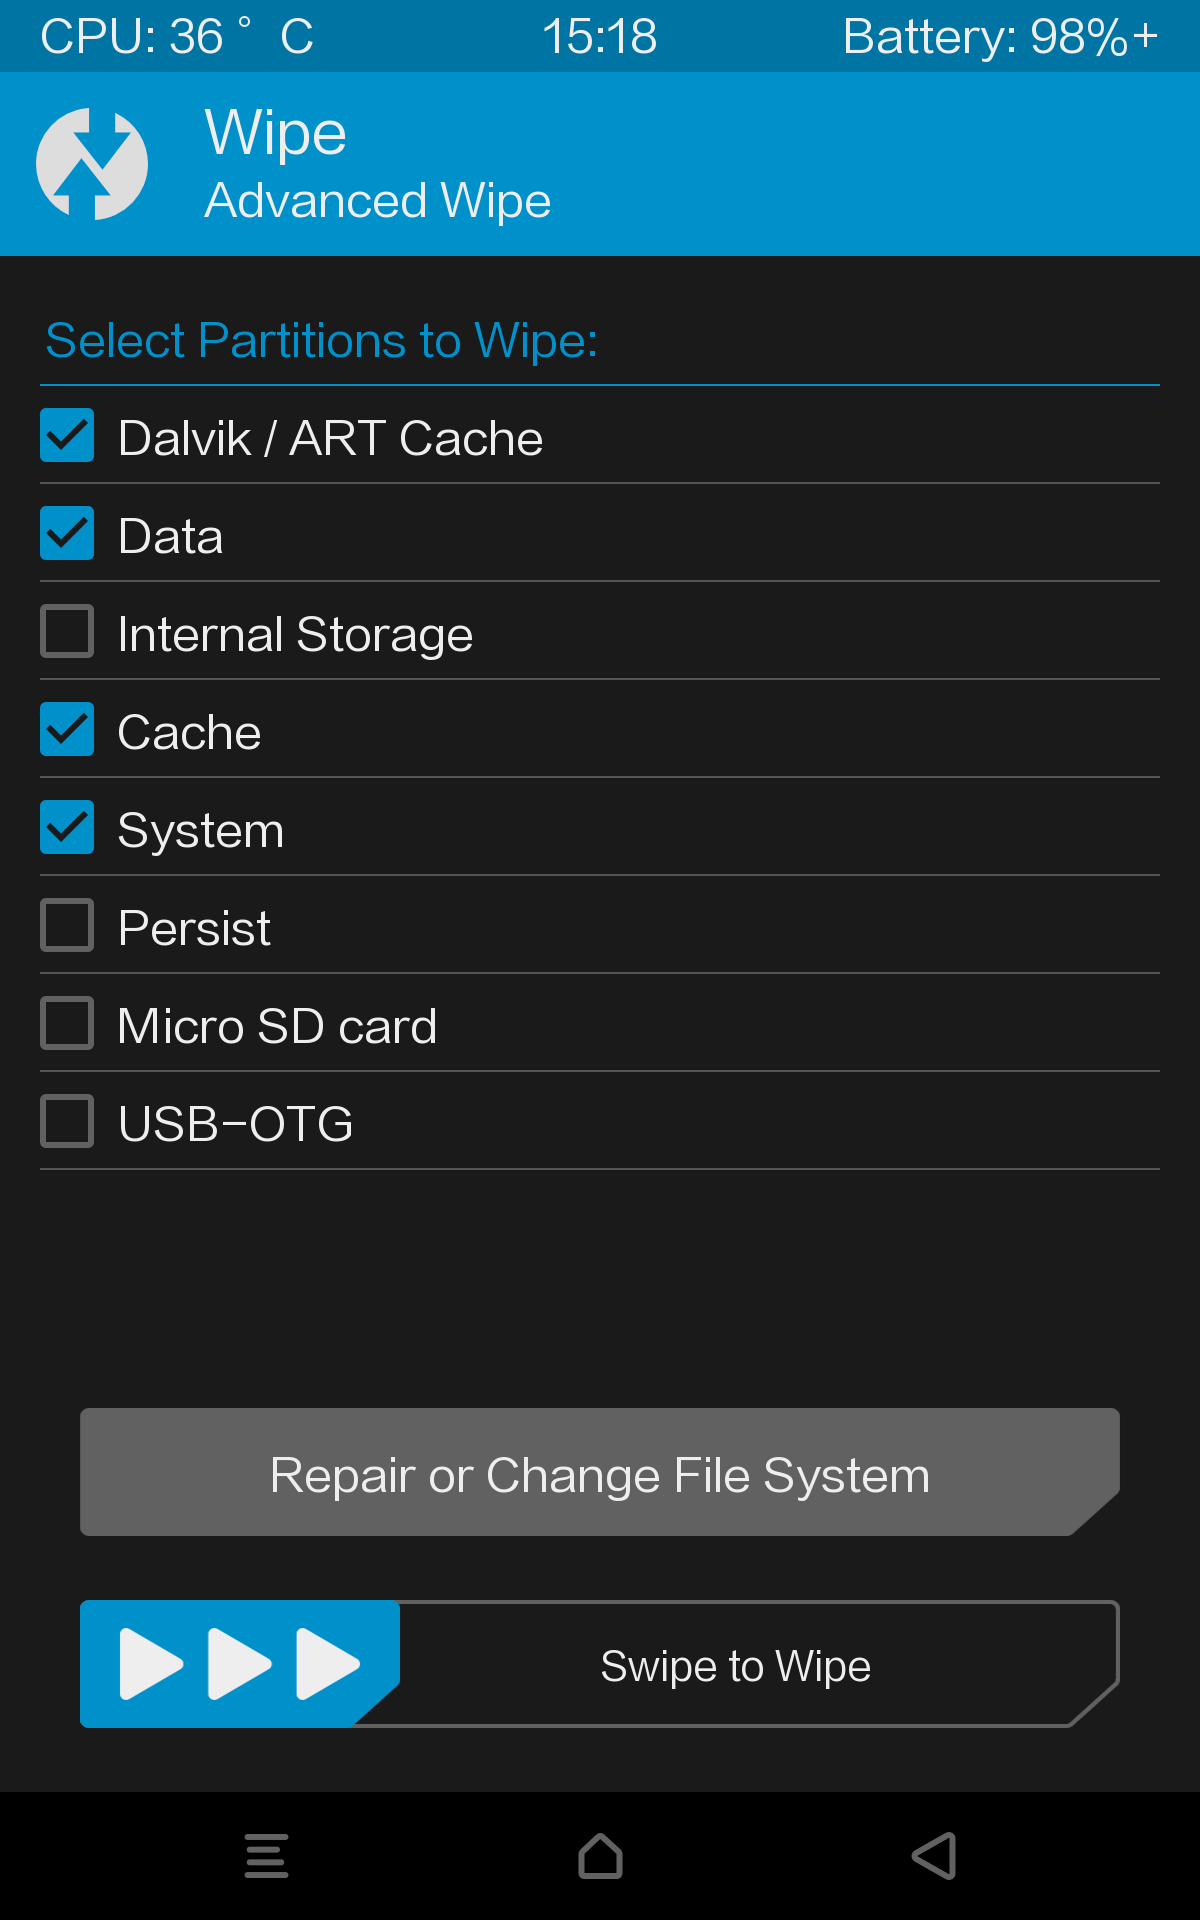 CPU: 36° C 15:18 Battery: 98%+
Wipe
Advanced Wipe
Select Partitions to Wipe:
Dalvik / ART Cache
Data
Internal Storage
Cache
System
Persist
Micro SD card
USB-OTG
Repair or Change File System
Swipe to Wipe